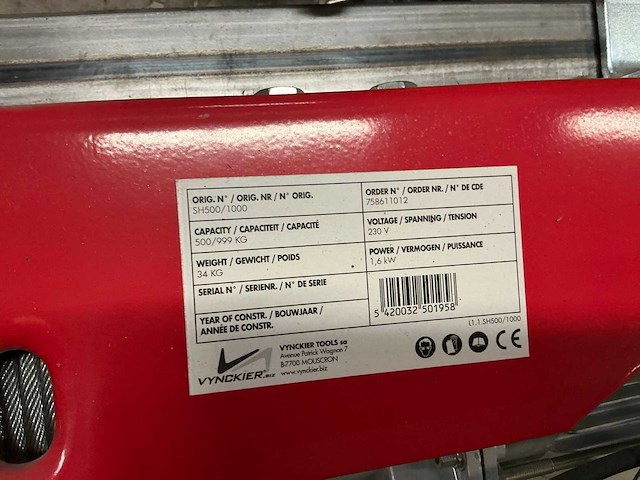 ORIG. N° / ORIG. NR / N° ORIG.
SH500/1000
CAPACITY / CAPACITEIT / CAPACITÉ
500/999 KG
WEIGHT / GEWICHT / POIDS
34 KG
SERIAL N° / SERIENR. / N° DE SERIE
YEAR OF CONSTR. / BOUWJAAR /
ANNÉE DE CONSTR.
ORDER N° / ORDER NR. / N° DE CDE
758611012
VOLTAGE / SPANNING / TENSION
230 V
POWER / VERMOGEN / PUISSANCE
1,6 kW
5 420032 501958
L1.1.SH500/1000
VYNCKIER.BIZ
VYNCKIER TOOLS sa
Avenue Patrick Wagnon 7
B7700 MOUSCRON
www.vynckier.biz
CE